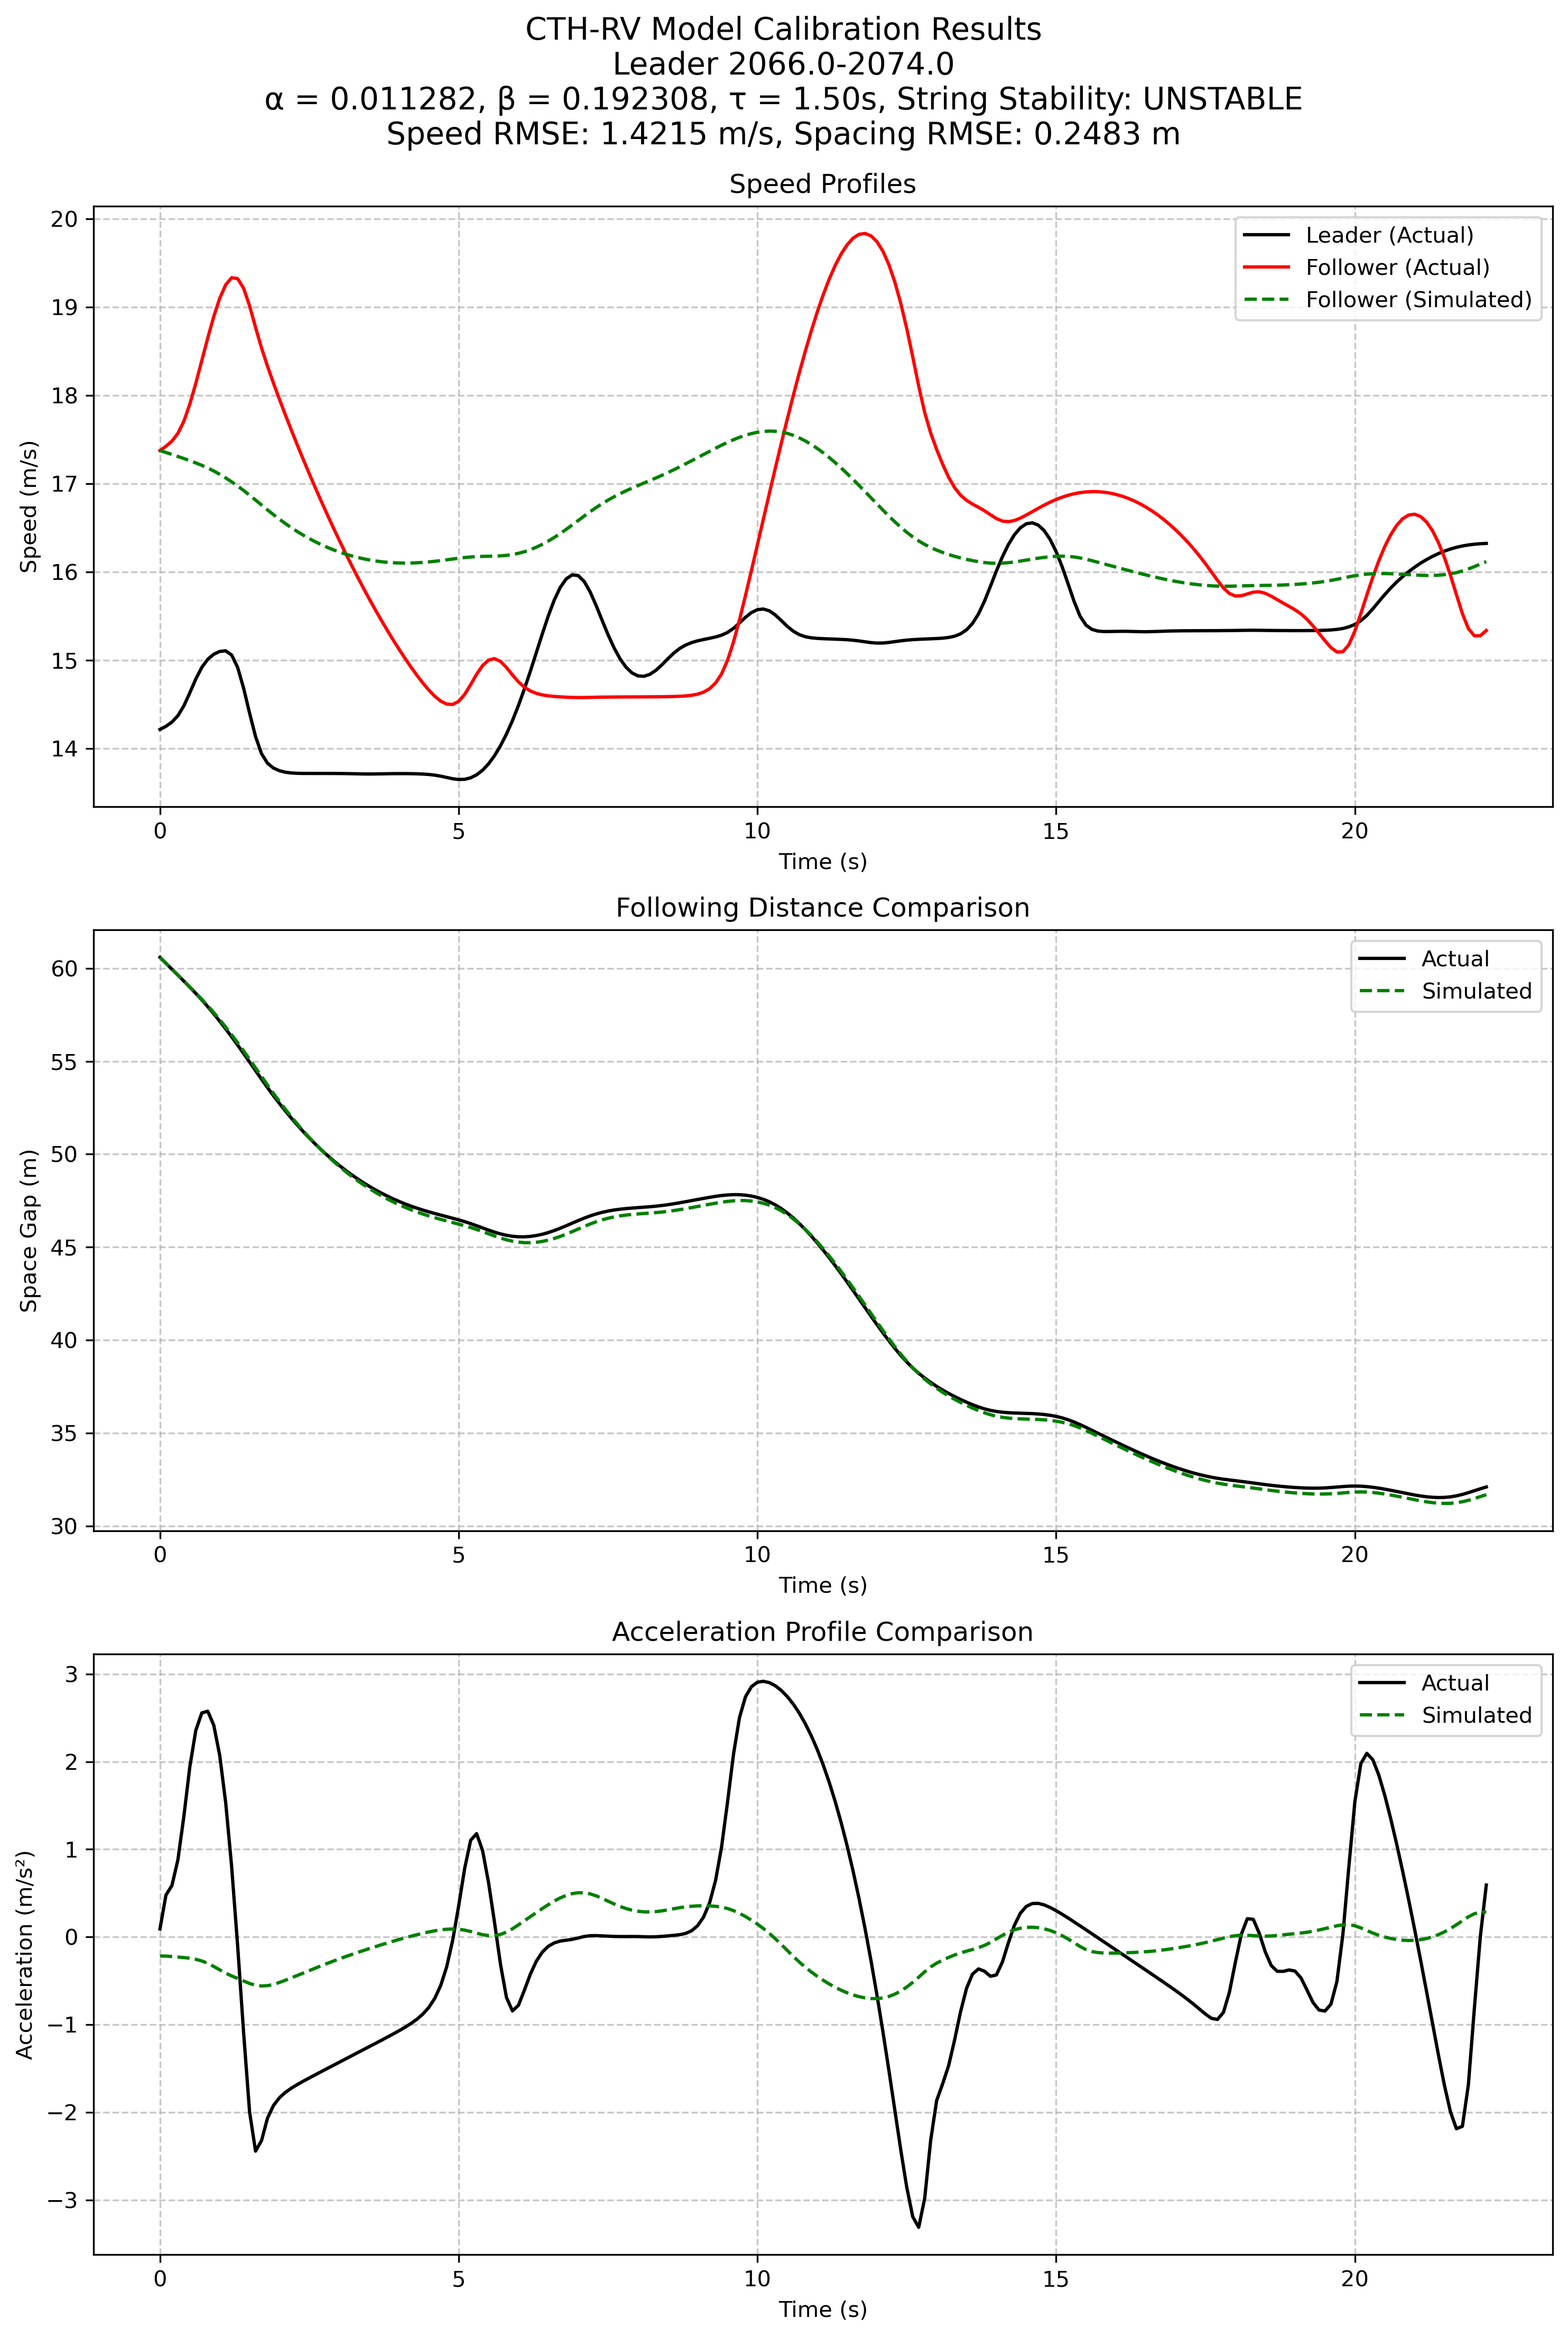 CTH-RV Model Calibration Results
Leader 2066.0-2074.0
α = 0.011282, β = 0.192308, τ = 1.50s, String Stability: UNSTABLE
Speed RMSE: 1.4215 m/s, Spacing RMSE: 0.2483 m
Speed Profiles
20
19
18
17
16
15
14
Speed (m/s)
Leader (Actual)
Follower (Actual)
Follower (Simulated)
0 5 10 15 20
Time (s)
Following Distance Comparison
60
55
50
45
40
35
30
Space Gap (m)
Actual
Simulated
0 5 10 15 20
Time (s)
Acceleration Profile Comparison
3
2
1
0
−1
−2
−3
Acceleration (m/s²)
Actual
Simulated
0 5 10 15 20
Time (s)